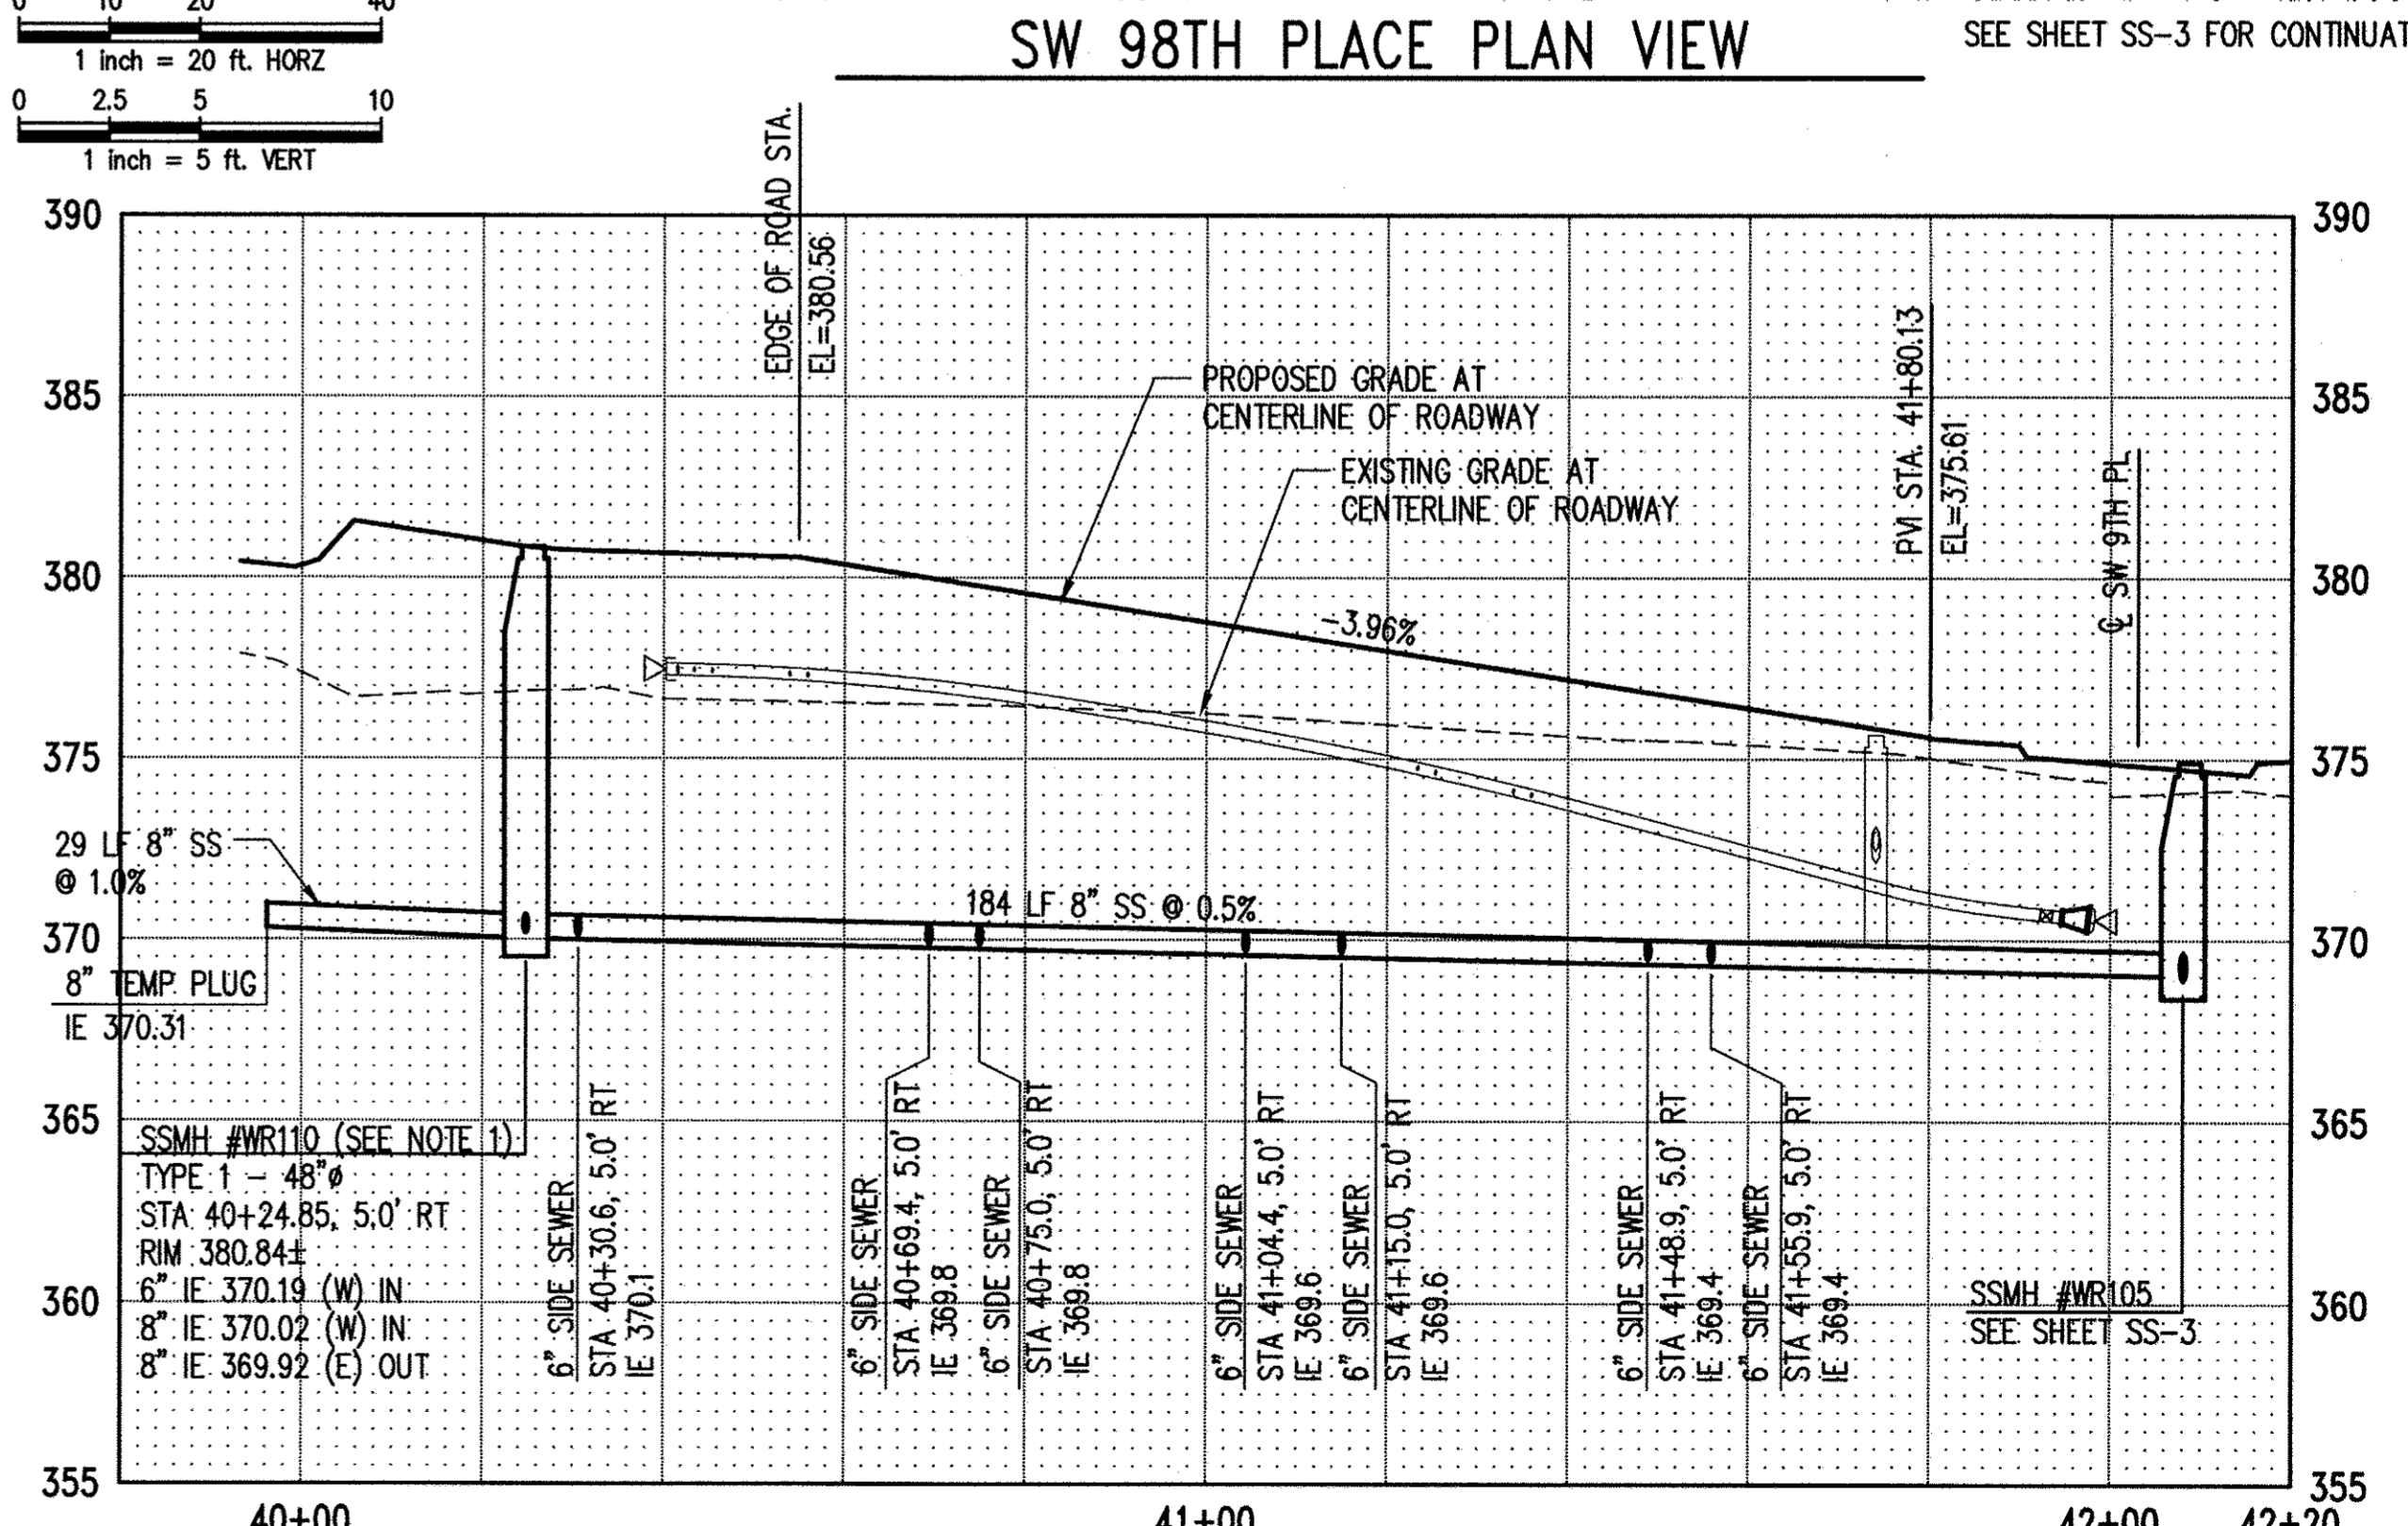 0 10 20 40
1 inch = 20 ft. HORZ
0 2.5 5 10
1 inch = 5 ft. VERT
SW 98TH PLACE PLAN VIEW
SEE SHEET SS-3 FOR CONTINUAT
390
385
380
375
370
365
360
355
390
385
380
375
370
365
360
355
EDGE OF ROAD STA.
EL=380.56
PROPOSED GRADE AT
CENTERLINE OF ROADWAY
EXISTING GRADE AT
CENTERLINE OF ROADWAY
-3.96%
PVI STA. 41+80.13
EL=375.61
℄ SW 9TH PL
29 LF 8" SS
@ 1.0%
184 LF 8" SS @ 0.5%
8" TEMP PLUG
IE 370.31
SSMH #WR110 (SEE NOTE 1)
TYPE 1 - 48"ø
STA 40+24.85, 5.0' RT
RIM 380.84±
6" IE 370.19 (W) IN
8" IE 370.02 (W) IN
8" IE 369.92 (E) OUT
6" SIDE SEWER
STA 40+30.6, 5.0' RT
IE 370.1
6" SIDE SEWER
STA 40+69.4, 5.0' RT
IE 369.8
6" SIDE SEWER
STA 40+75.0, 5.0' RT
IE 369.8
6" SIDE SEWER
STA 41+04.4, 5.0' RT
IE 369.6
6" SIDE SEWER
STA 41+15.0, 5.0' RT
IE 369.6
6" SIDE SEWER
STA 41+48.9, 5.0' RT
IE 369.4
6" SIDE SEWER
STA 41+55.9, 5.0' RT
IE 369.4
SSMH #WR105
SEE SHEET SS-3
40+00 41+00 42+00 42+20